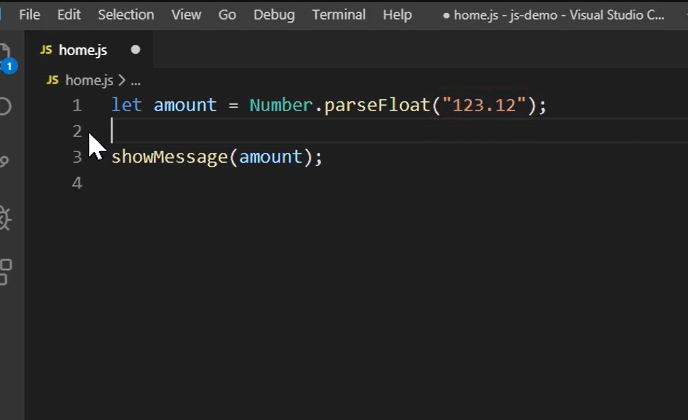 File Edit Selection View Go Debug Terminal Help ● home.js - js-demo - Visual Studio C...
JS home.js ●
1
JS home.js > ...
1 let amount = Number.parseFloat("123.12");
2
3 showMessage(amount);
4